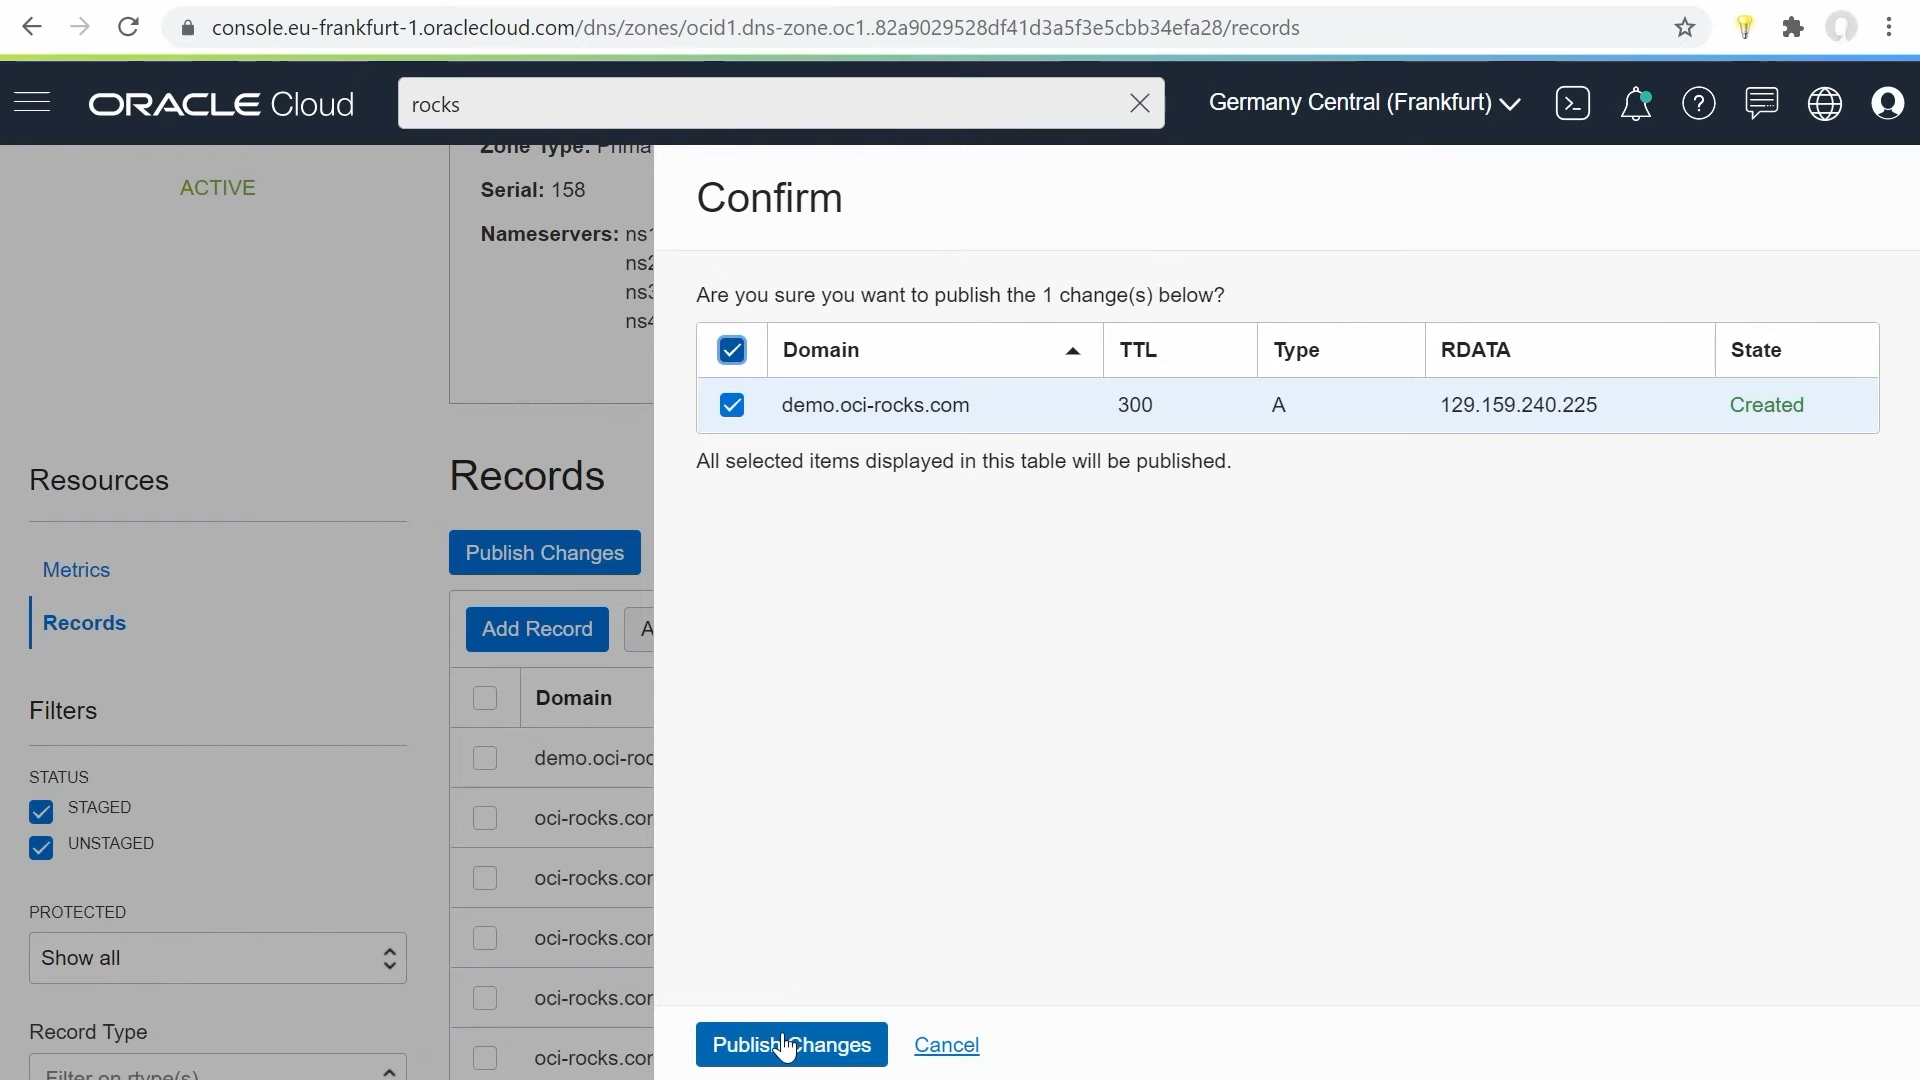 console.eu-frankfurt-1.oraclecloud.com/dns/zones/ocid1.dns-zone.oc1..82a9029528df41d3a5f3e5cbb34efa28/records
ORACLE Cloud
rocks
Germany Central (Frankfurt)
ACTIVE
Zone Type: Prima
Serial: 158
Nameservers: ns1
ns2
ns3
ns4
Resources
Metrics
Records
Filters
STATUS
STAGED
UNSTAGED
PROTECTED
Show all
Record Type
Filter on rtype(s)
Records
Publish Changes
Add Record
A
Domain
demo.oci-roc
oci-rocks.cor
oci-rocks.cor
oci-rocks.cor
oci-rocks.cor
oci-rocks.cor
Confirm
Are you sure you want to publish the 1 change(s) below?
Domain TTL Type RDATA State
demo.oci-rocks.com 300 A 129.159.240.225 Created
All selected items displayed in this table will be published.
Publish Changes
Cancel